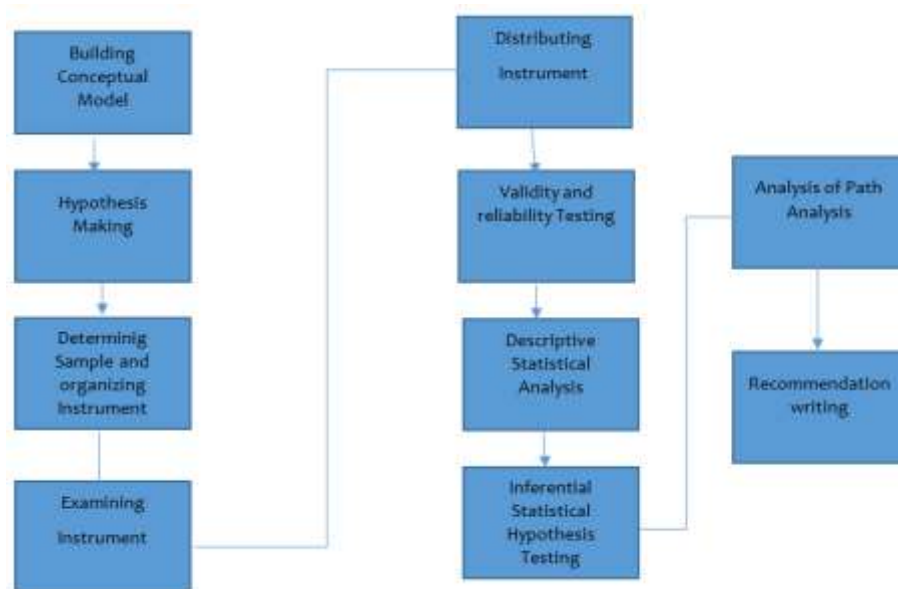 Building
Conceptual
Model
Hypothesis
Making
Determinig
Sample and
organizing
Instrument
Examining
Instrument
Distributing
Instrument
Validity and
reliability Testing
Descriptive
Statistical
Analysis
Inferential
Statistical
Hypothesis
Testing
Analysis of Path
Analysis
Recommendation
writing